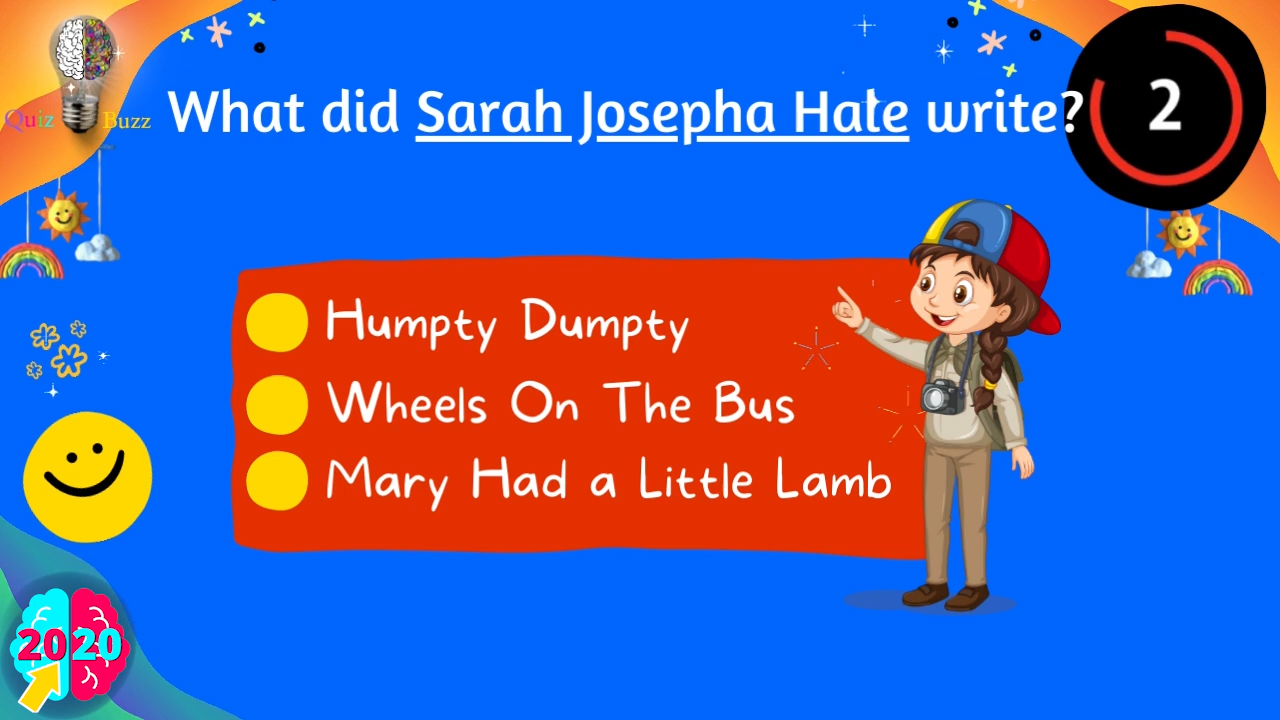 Quiz Buzz
What did Sarah Josepha Hale write?
2
Humpty Dumpty
Wheels On The Bus
Mary Had a Little Lamb
2020